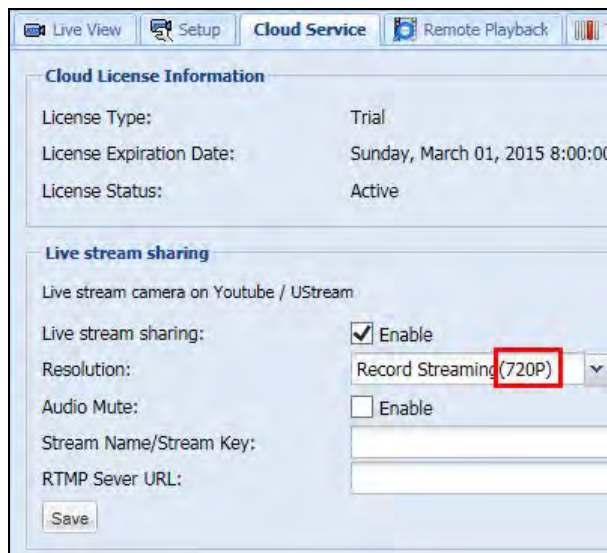 Live View Setup Cloud Service Remote Playback
Cloud License Information
License Type: Trial
License Expiration Date: Sunday, March 01, 2015 8:00:00
License Status: Active
Live stream sharing
Live stream camera on Youtube / UStream
Live stream sharing: Enable
Resolution: Record Streaming(720P)
Audio Mute: Enable
Stream Name/Stream Key:
RTMP Sever URL:
Save